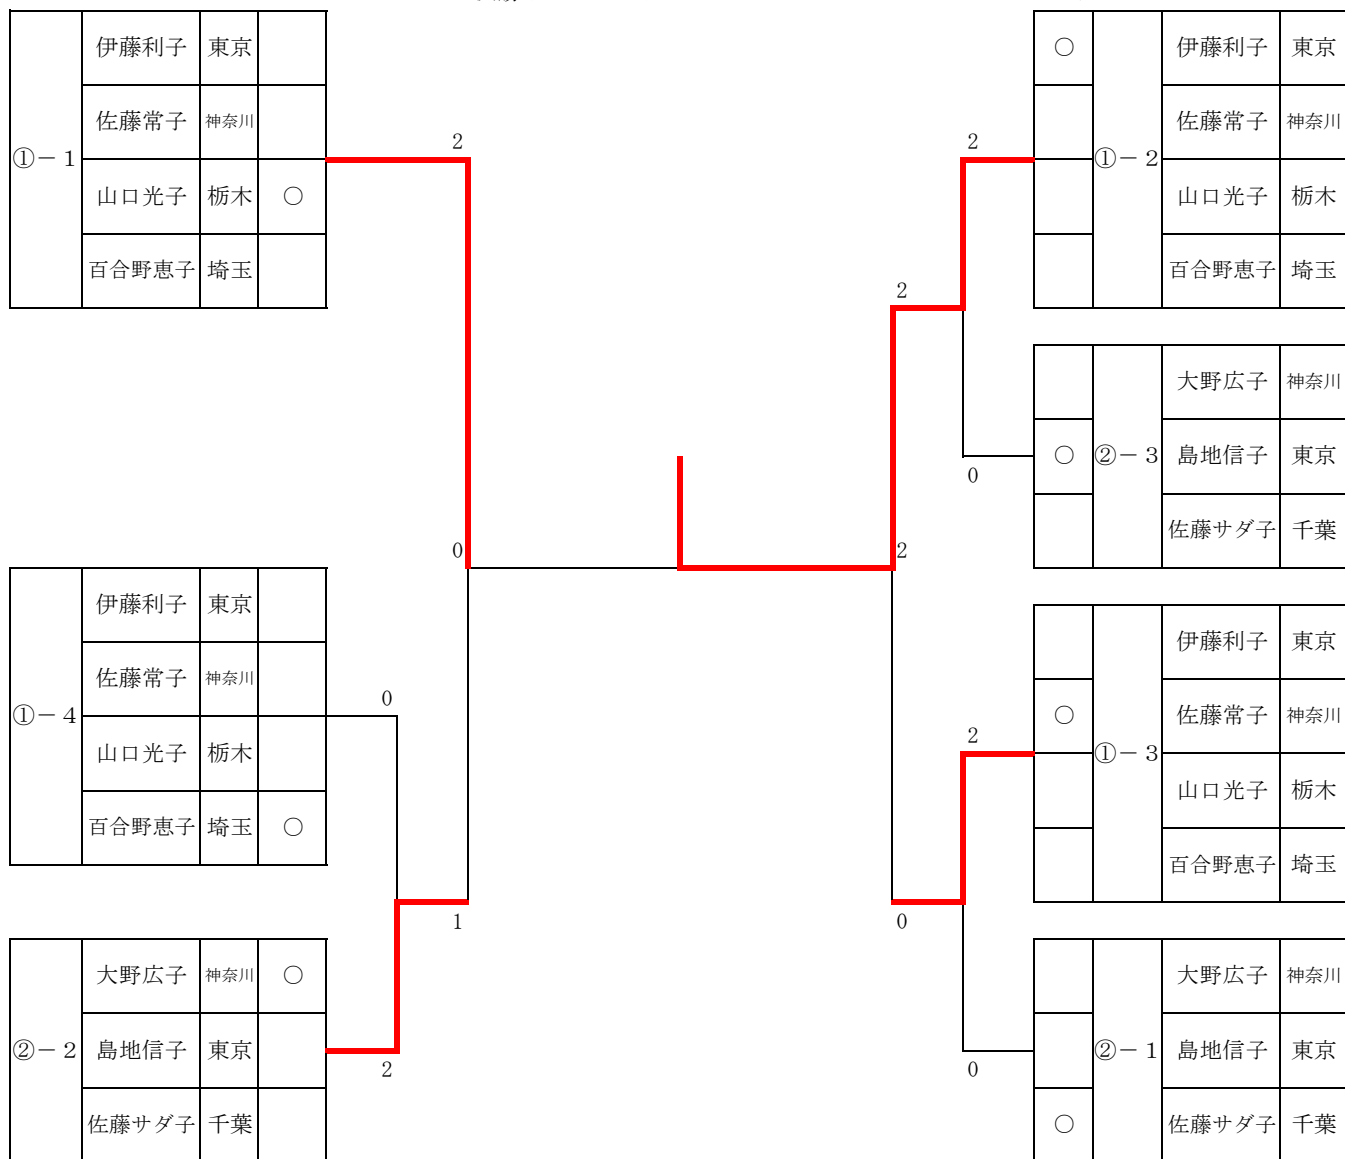 ①－1
伊藤利子 東京
佐藤常子 神奈川
山口光子 栃木 ○
百合野恵子 埼玉
2
0
①－4
伊藤利子 東京
佐藤常子 神奈川
山口光子 栃木
百合野恵子 埼玉 ○
0
1
②－2
大野広子 神奈川 ○
島地信子 東京
佐藤サダ子 千葉
2
①－2
○ 伊藤利子 東京
佐藤常子 神奈川
山口光子 栃木
百合野恵子 埼玉
2
2
②－3
大野広子 神奈川
○ 島地信子 東京
佐藤サダ子 千葉
0
2
①－3
伊藤利子 東京
○ 佐藤常子 神奈川
山口光子 栃木
百合野恵子 埼玉
2
0
②－1
大野広子 神奈川
島地信子 東京
○ 佐藤サダ子 千葉
0